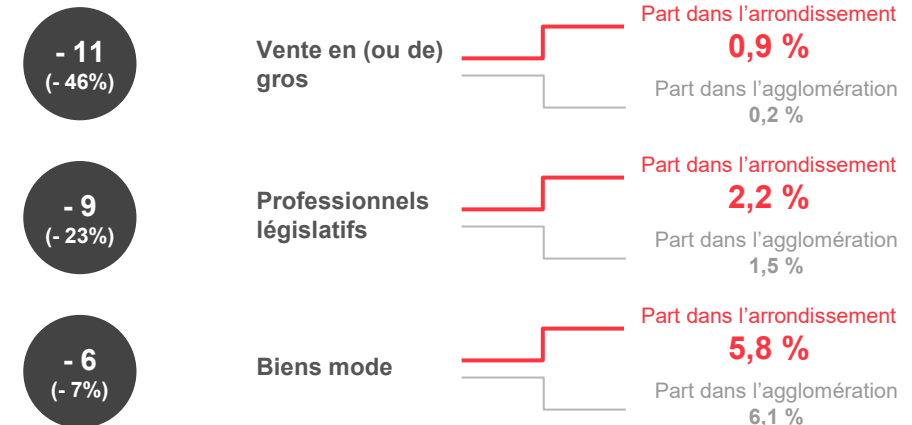 - 11
(- 46%)
Vente en (ou de)
gros
Part dans l'arrondissement
0,9 %
Part dans l'agglomération
0,2 %
- 9
(- 23%)
Professionnels
législatifs
Part dans l'arrondissement
2,2 %
Part dans l'agglomération
1,5 %
- 6
(- 7%)
Biens mode
Part dans l'arrondissement
5,8 %
Part dans l'agglomération
6,1 %